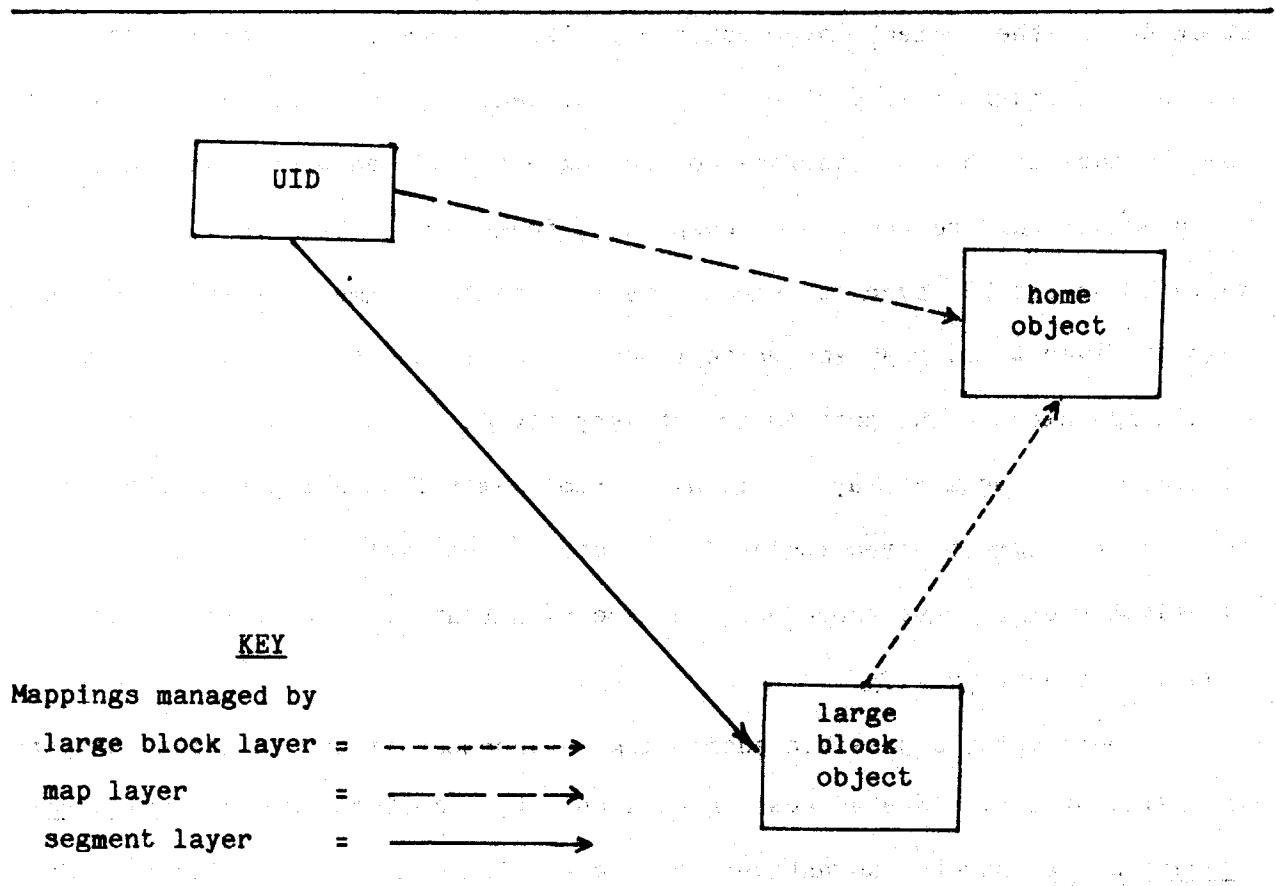 UID
home
object
large
block
object
KEY
Mappings managed by
large block layer =
map layer =
segment layer =